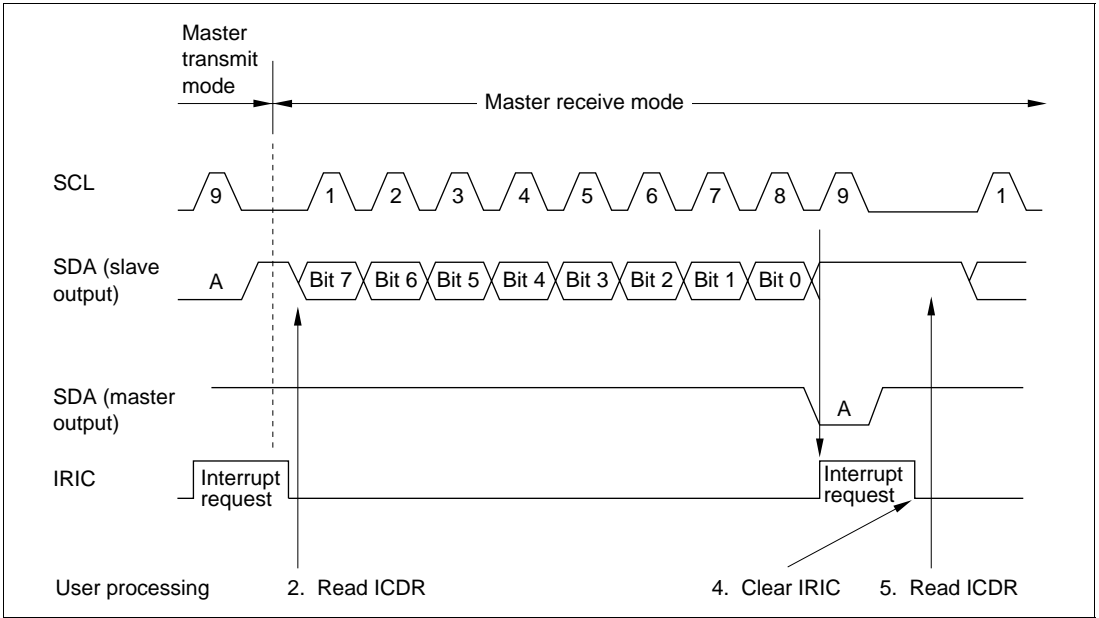 Master
transmit
mode
Master receive mode
SCL
9 1 2 3 4 5 6 7 8 9 1
SDA (slave
output)
A Bit 7 Bit 6 Bit 5 Bit 4 Bit 3 Bit 2 Bit 1 Bit 0
SDA (master
output)
A
IRIC
Interrupt
request
Interrupt
request
User processing
2. Read ICDR
4. Clear IRIC
5. Read ICDR